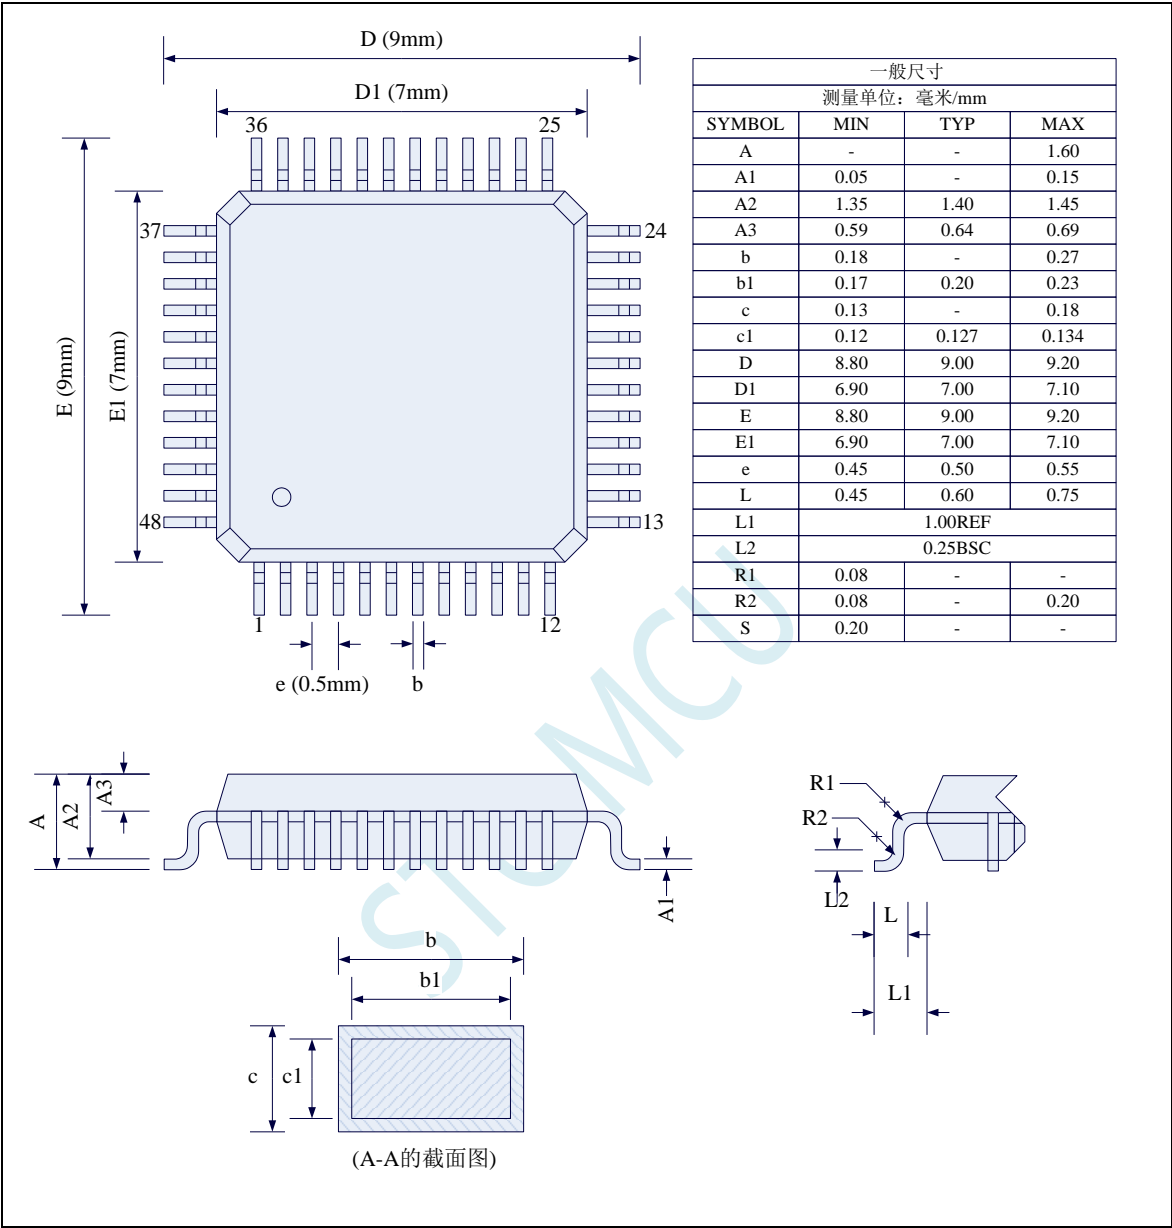 D (9mm)
D1 (7mm)
36 25
37 24
48 13
1 12
E (9mm)
E1 (7mm)
e (0.5mm) b
一般尺寸
测量单位：毫米/mm
SYMBOL MIN TYP MAX
A - - 1.60
A1 0.05 - 0.15
A2 1.35 1.40 1.45
A3 0.59 0.64 0.69
b 0.18 - 0.27
b1 0.17 0.20 0.23
c 0.13 - 0.18
c1 0.12 0.127 0.134
D 8.80 9.00 9.20
D1 6.90 7.00 7.10
E 8.80 9.00 9.20
E1 6.90 7.00 7.10
e 0.45 0.50 0.55
L 0.45 0.60 0.75
L1 1.00REF
L2 0.25BSC
R1 0.08 - -
R2 0.08 - 0.20
S 0.20 - -
A
A2
A3
A1
R1
R2
L2
L
L1
b
b1
c c1
(A-A的截面图)
STCMCU